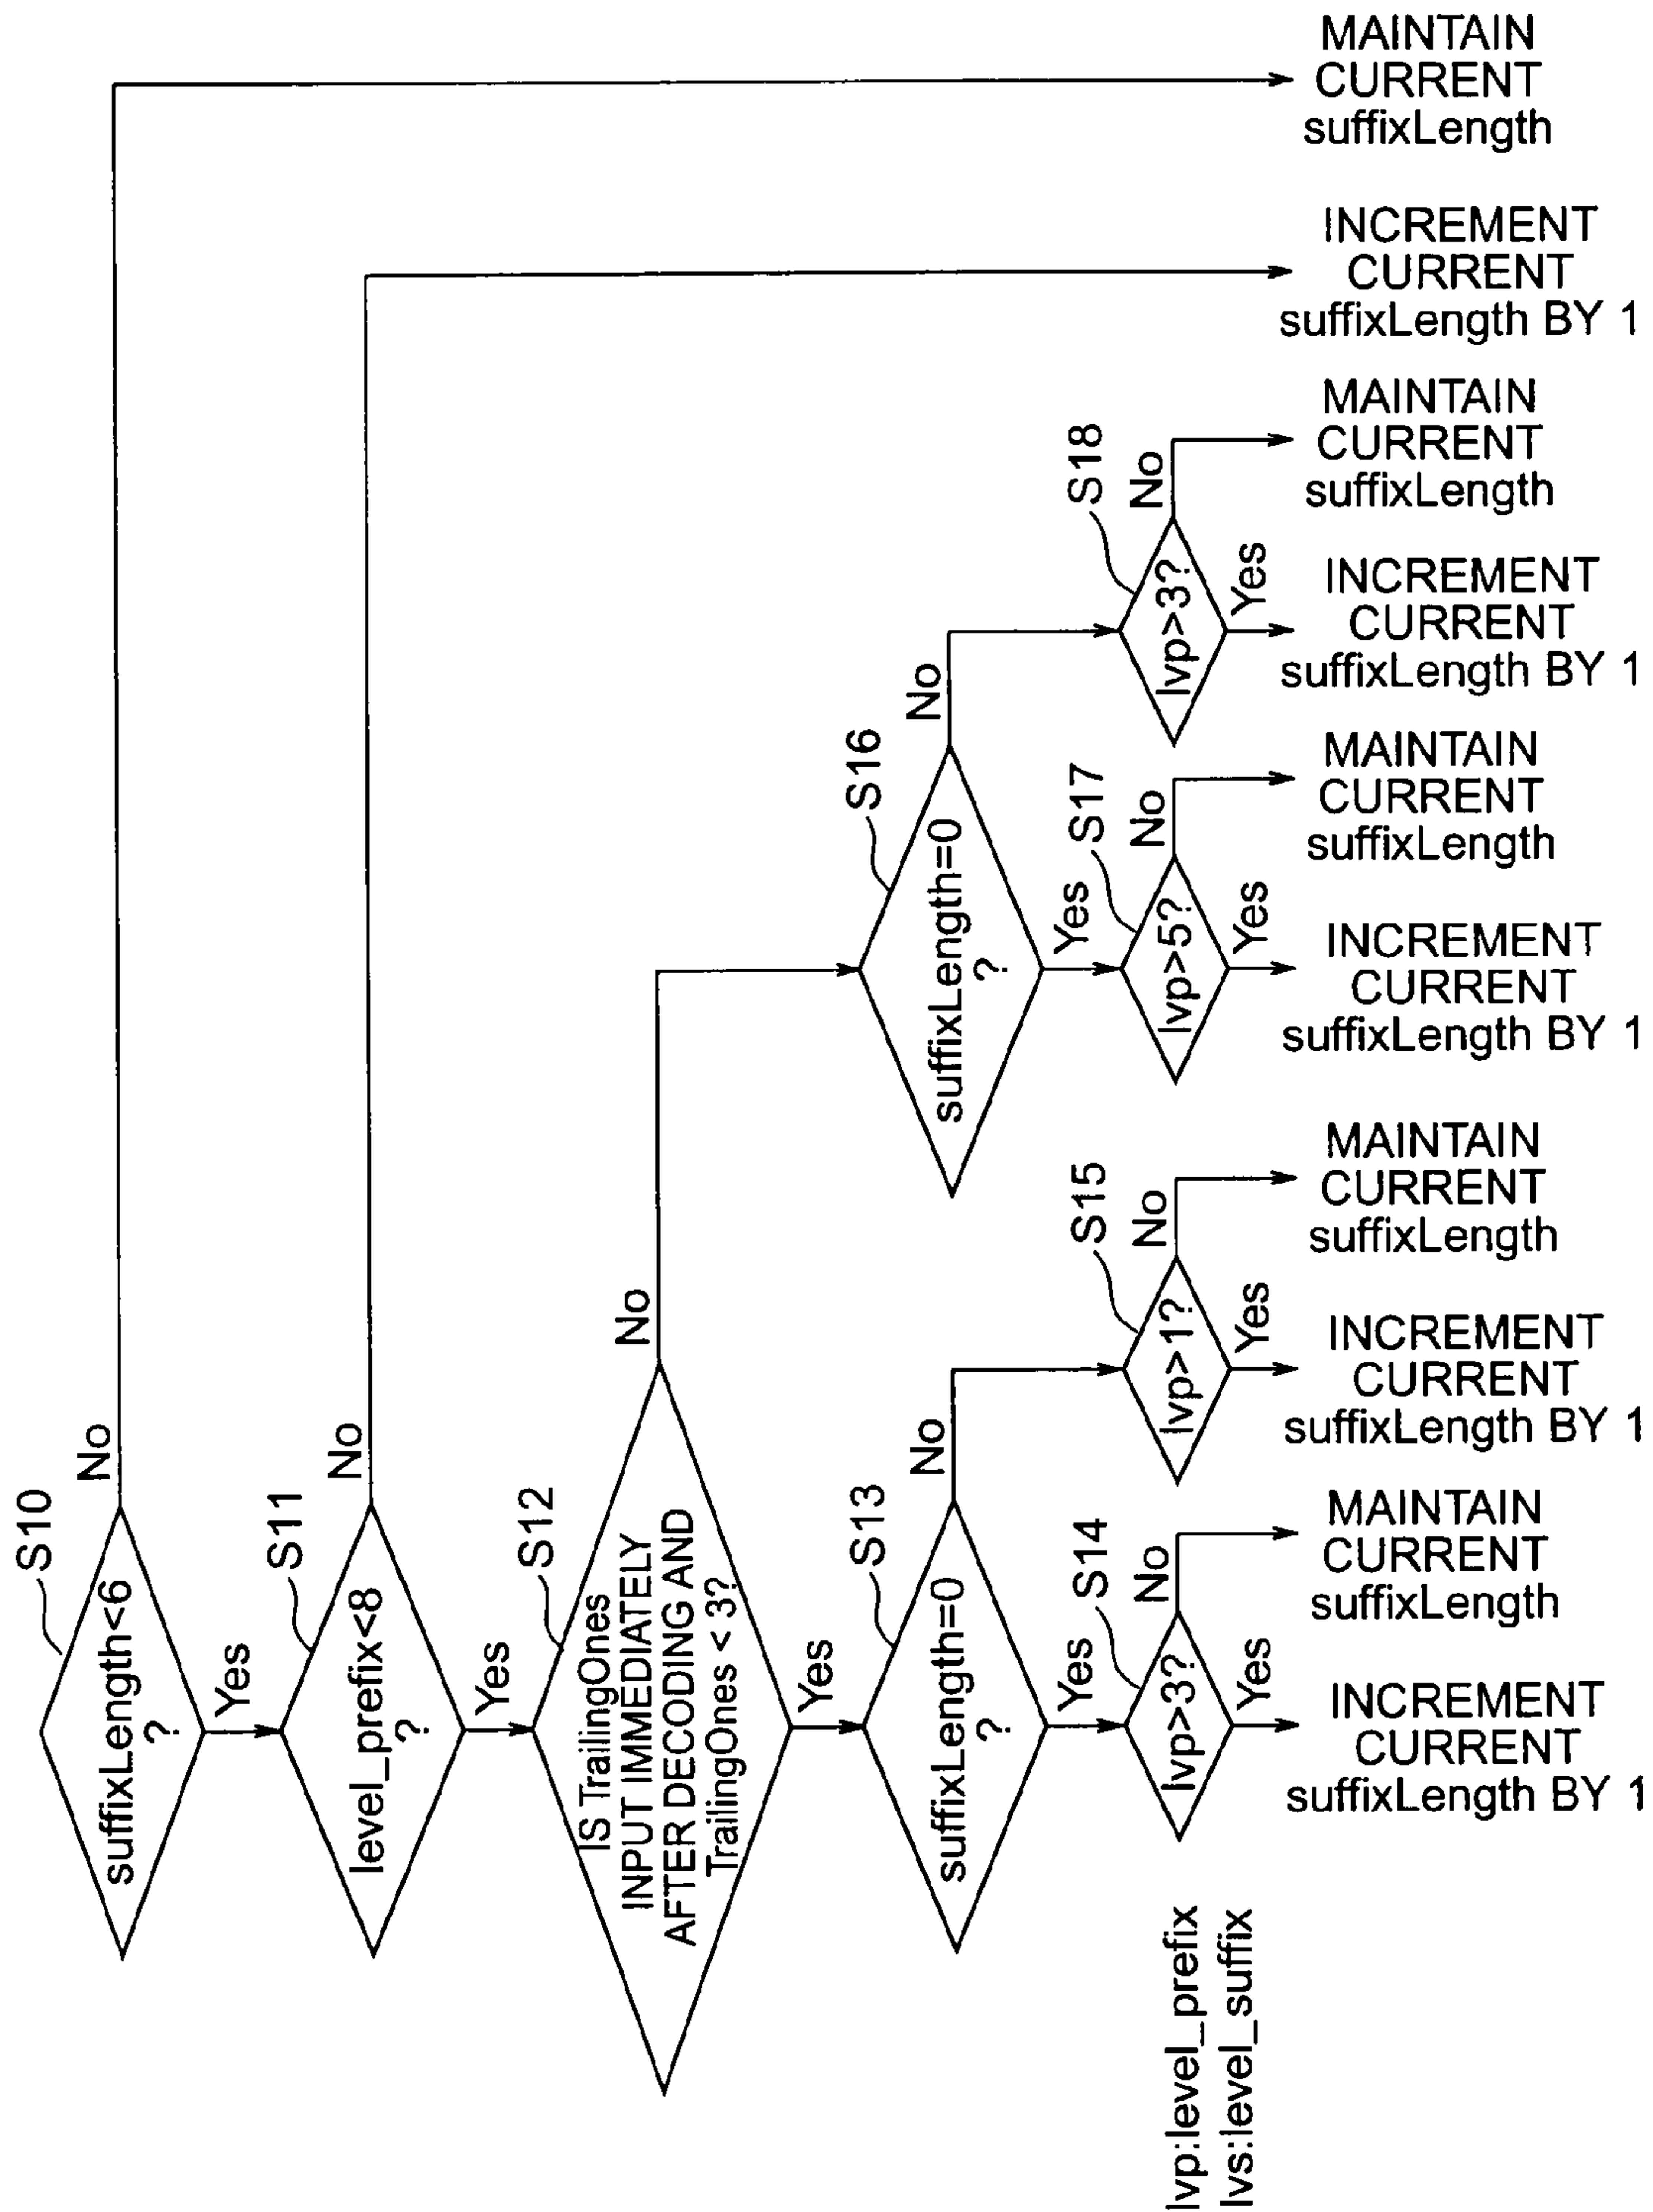 S10
suffixLength<6
?
No
Yes
S11
level_prefix<8
?
No
Yes
S12
IS TrailingOnes
INPUT IMMEDIATELY
AFTER DECODING AND
TrailingOnes < 3?
No
Yes
S13
suffixLength=0
?
No
Yes
S16
suffixLength=0
?
No
Yes
S14
lvp>3?
No
Yes
S15
lvp>1?
No
Yes
S17
lvp>5?
No
Yes
S18
lvp>3?
No
Yes
INCREMENT
CURRENT
suffixLength BY 1
MAINTAIN
CURRENT
suffixLength
INCREMENT
CURRENT
suffixLength BY 1
MAINTAIN
CURRENT
suffixLength
INCREMENT
CURRENT
suffixLength BY 1
MAINTAIN
CURRENT
suffixLength
INCREMENT
CURRENT
suffixLength BY 1
MAINTAIN
CURRENT
suffixLength
INCREMENT
CURRENT
suffixLength BY 1
MAINTAIN
CURRENT
suffixLength
lvp:level_prefix
lvs:level_suffix